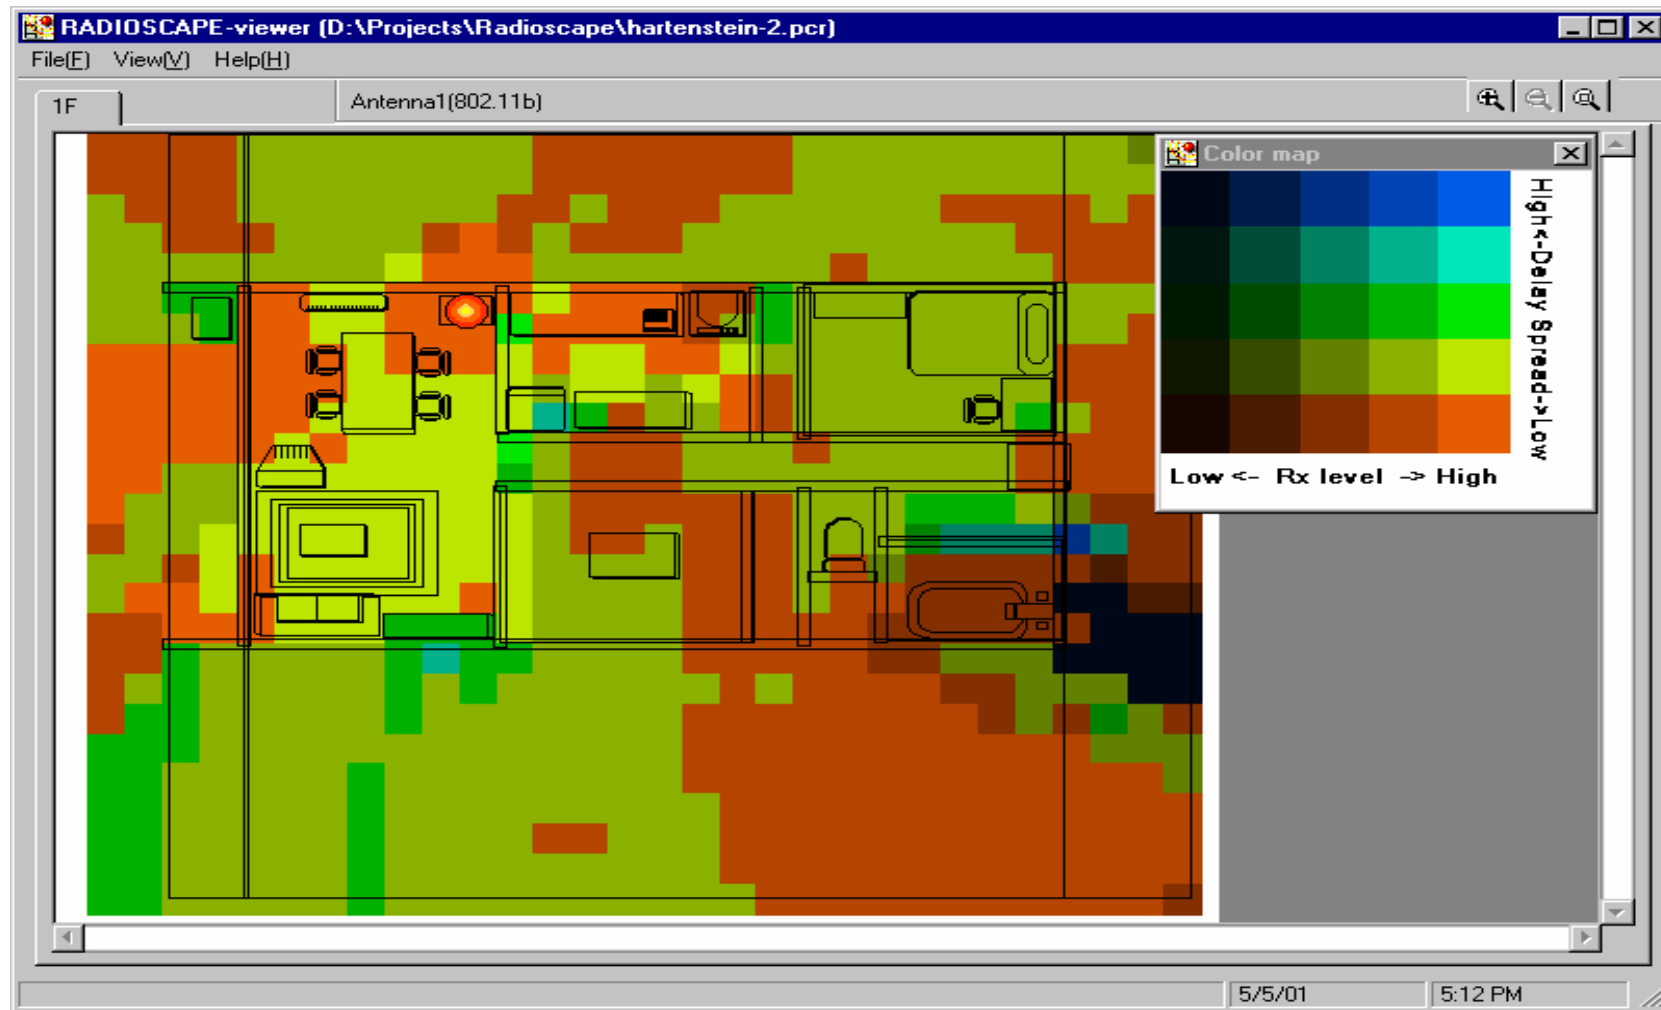 RADIOSCAPE-viewer (D:\Projects\Radioscape\hartenstein-2.pcr)
File(F) View(V) Help(H)
1F
Antenna1(802.11b)
Color map
High<-Delay Spread->Low
Low <- Rx level -> High
5/5/01
5:12 PM